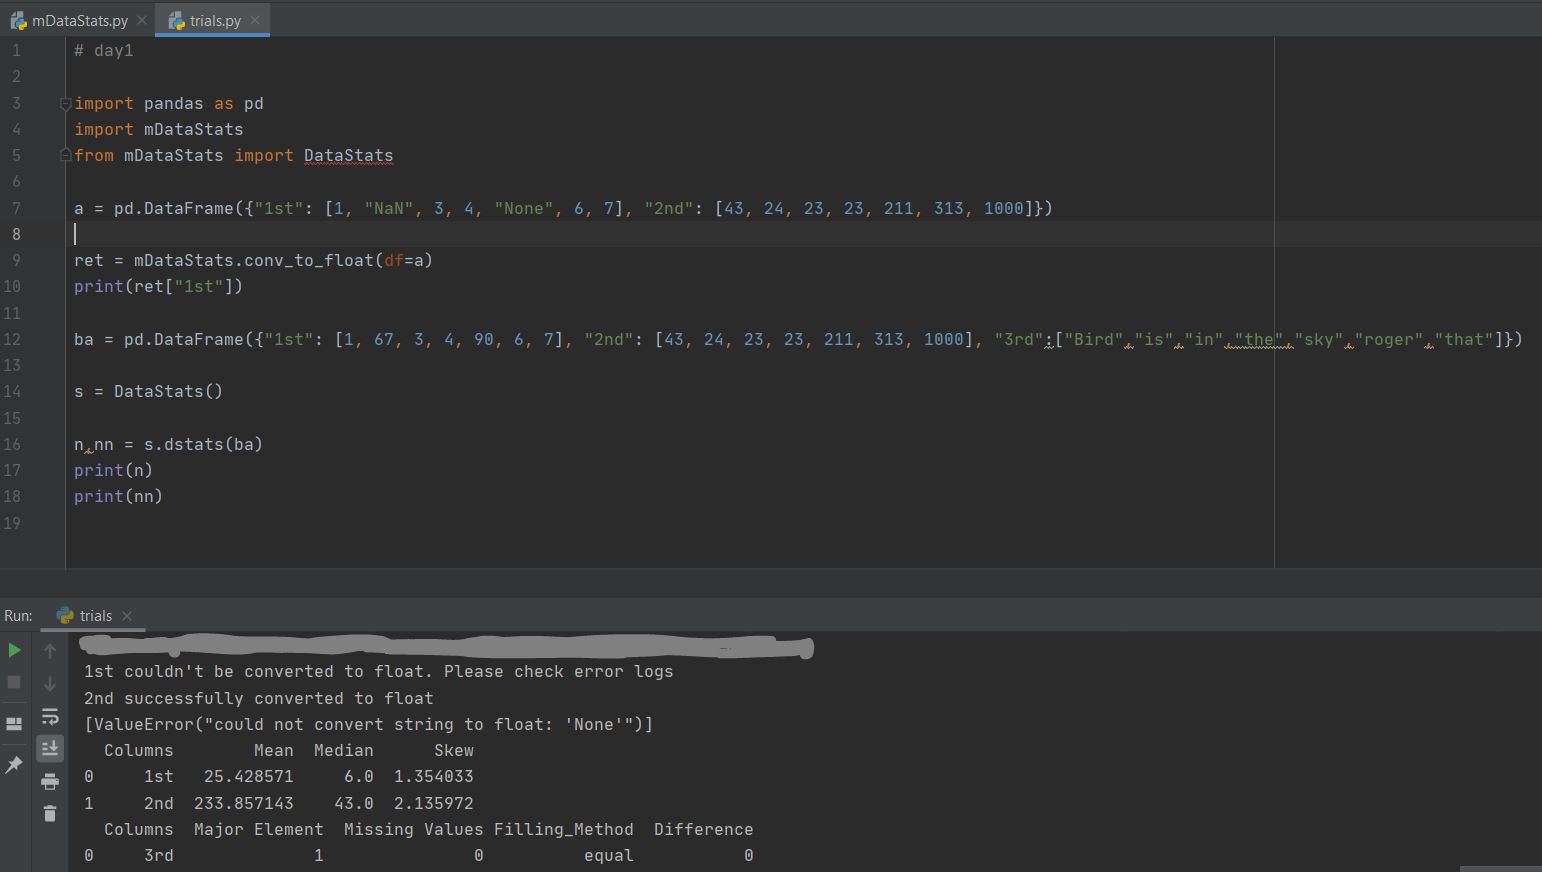 mDataStats.py trials.py
1 # day1
2
3 import pandas as pd
4 import mDataStats
5 from mDataStats import DataStats
6
7 a = pd.DataFrame({"1st": [1, "NaN", 3, 4, "None", 6, 7], "2nd": [43, 24, 23, 23, 211, 313, 1000]})
8
9 ret = mDataStats.conv_to_float(df=a)
10 print(ret["1st"])
11
12 ba = pd.DataFrame({"1st": [1, 67, 3, 4, 90, 6, 7], "2nd": [43, 24, 23, 23, 211, 313, 1000], "3rd":["Bird","is","in","the","sky","roger","that"]})
13
14 s = DataStats()
15
16 n,nn = s.dstats(ba)
17 print(n)
18 print(nn)
19
Run: trials
1st couldn't be converted to float. Please check error logs
2nd successfully converted to float
[ValueError("could not convert string to float: 'None'")]
Columns Mean Median Skew
0 1st 25.428571 6.0 1.354033
1 2nd 233.857143 43.0 2.135972
Columns Major Element Missing Values Filling_Method Difference
0 3rd 1 0 equal 0